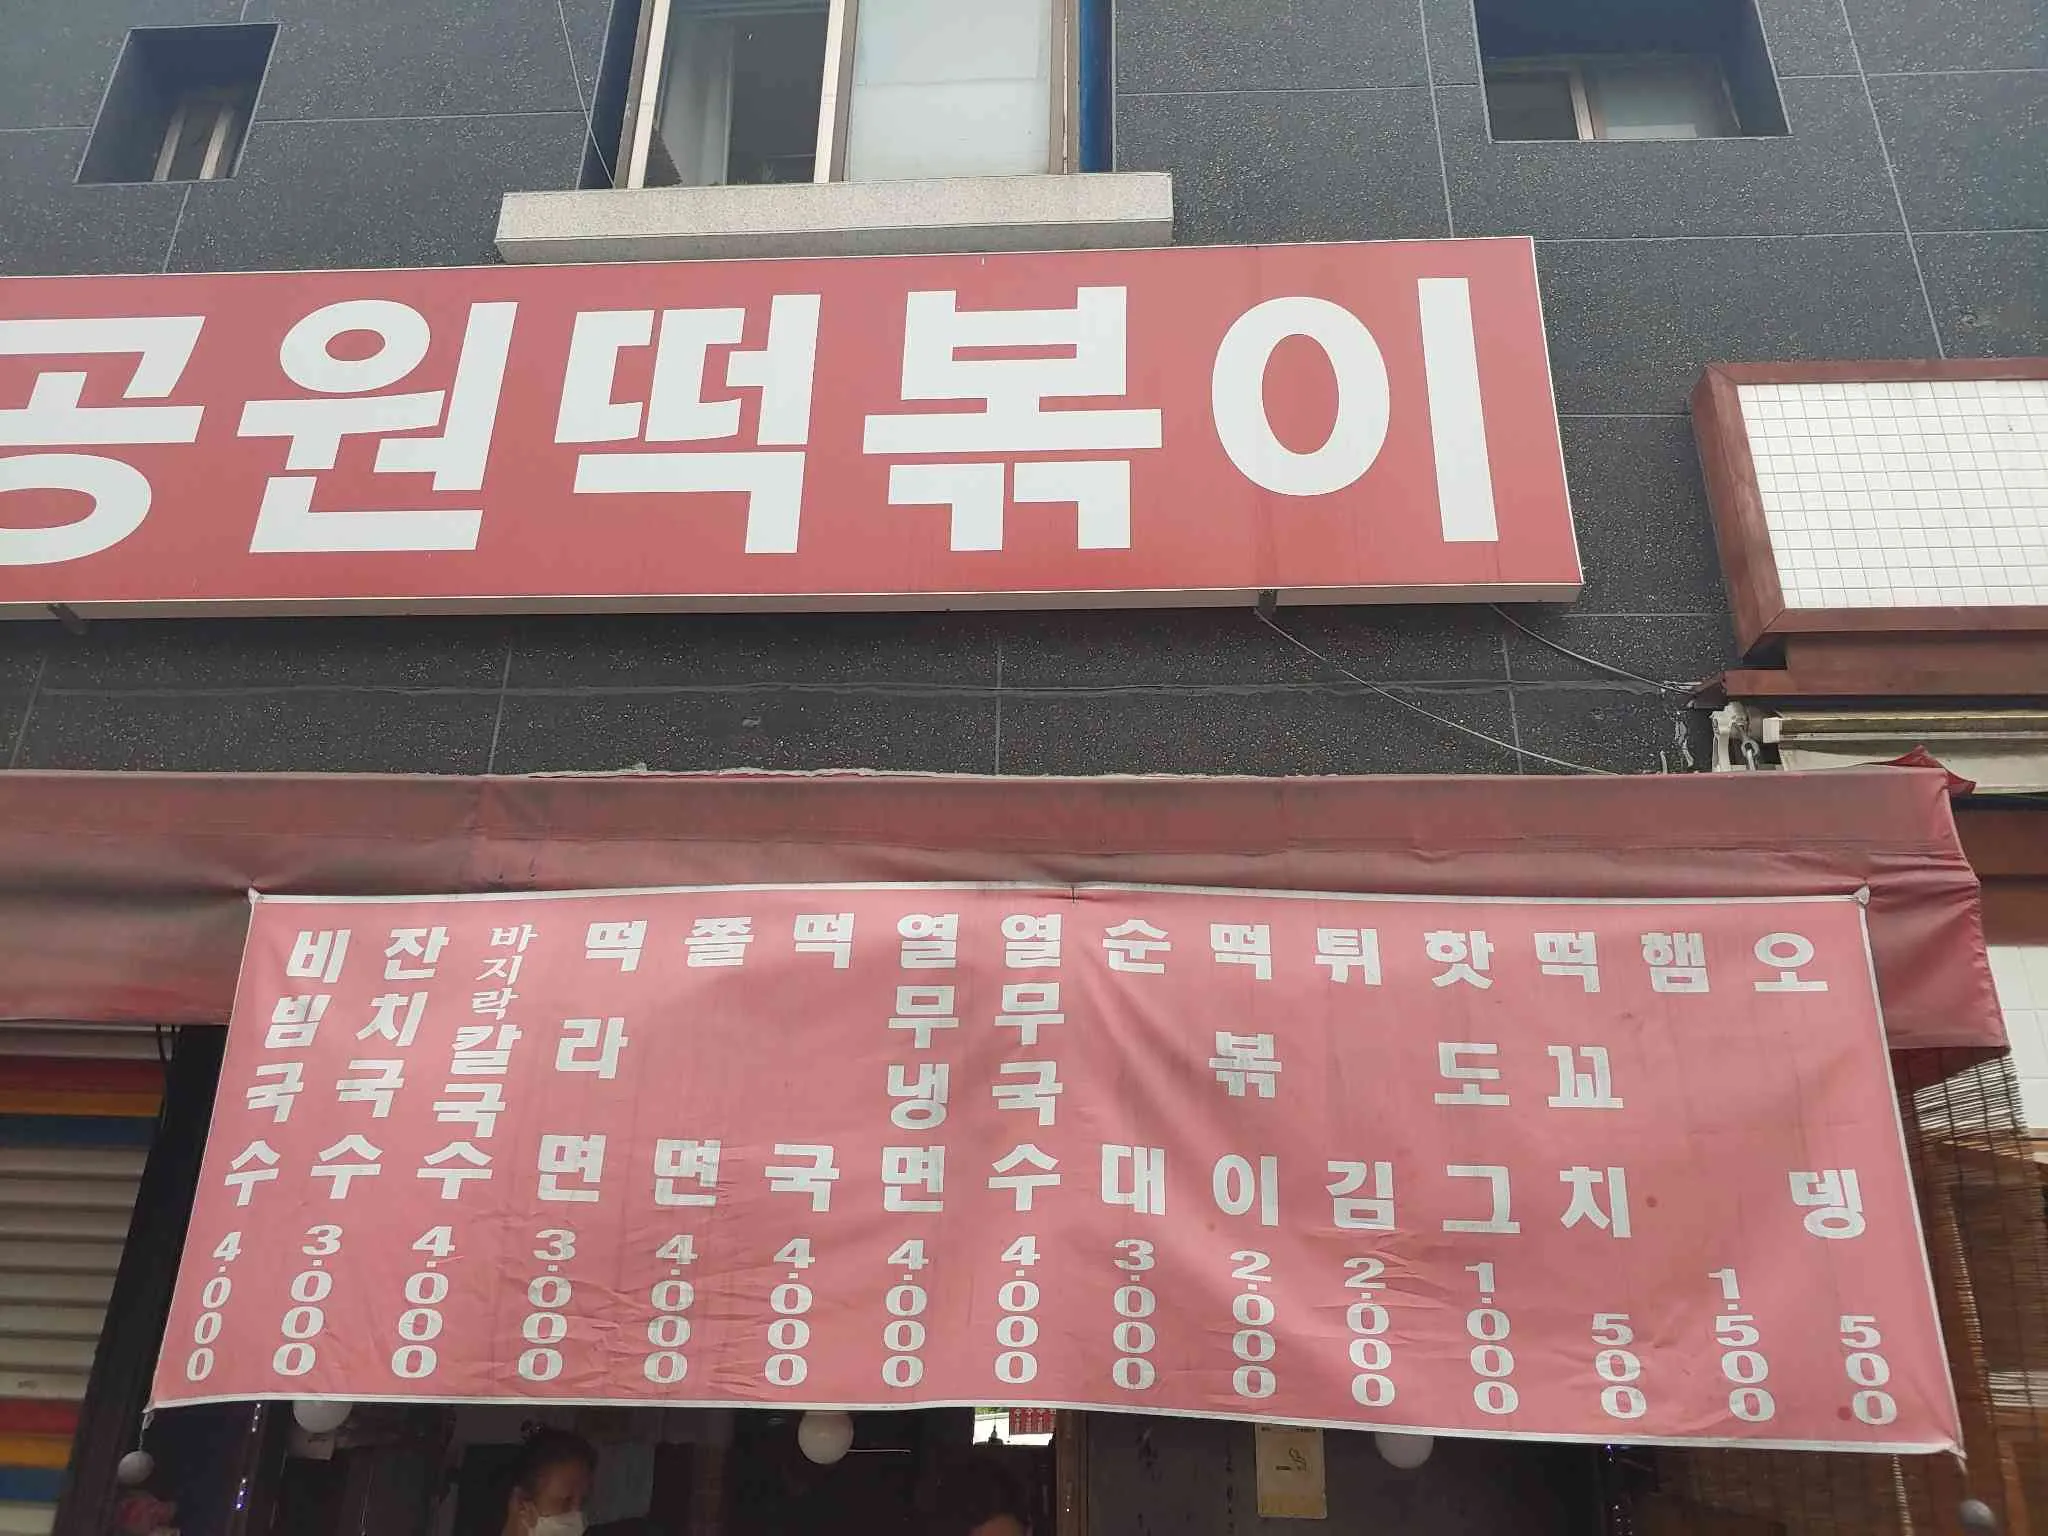 공원떡볶이
비빔국수 4.000
잔치국수 3.000
바지락칼국수 4.000
떡라면 3.000
쫄면 4.000
떡국 4.000
열무냉면 4.000
열무국수 4.000
순대 3.000
떡볶이 2.000
튀김 2.000
핫도그 1.000
떡꼬치 500
햄 1.500
오뎅 500